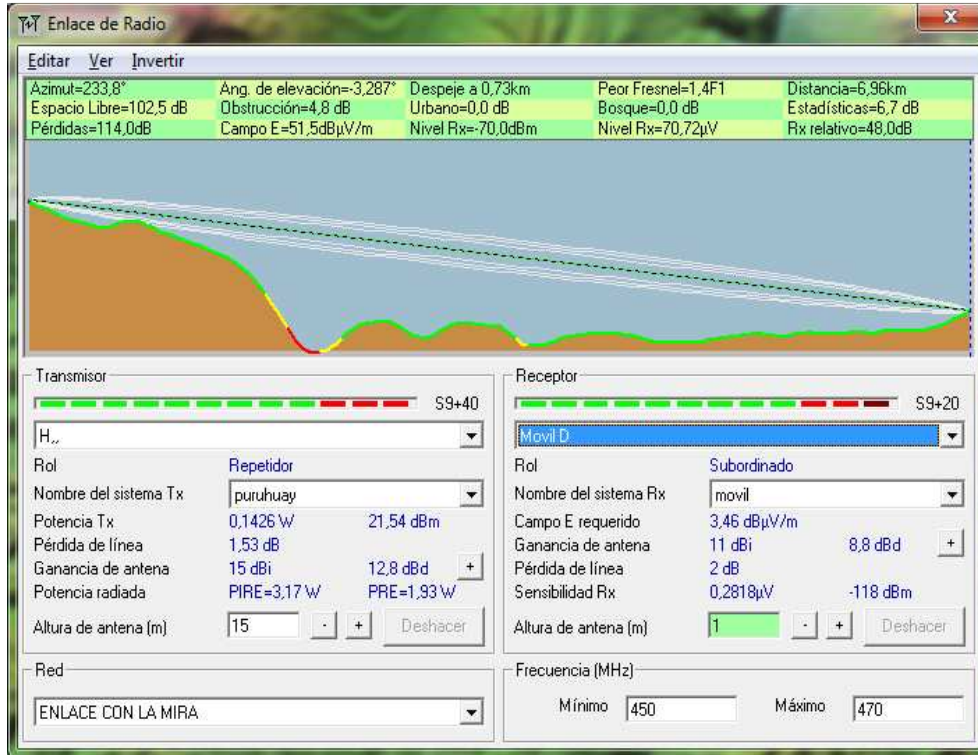 Enlace de Radio
Editar Ver Invertir
Azimut=233,8° Ang. de elevación=-3,287° Despeje a 0,73km Peor Fresnel=1,4F1 Distancia=6,96km
Espacio Libre=102,5 dB Obstrucción=4,8 dB Urbano=0,0 dB Bosque=0,0 dB Estadísticas=6,7 dB
Pérdidas=114,0dB Campo E=51,5dBµV/m Nivel Rx=-70,0dBm Nivel Rx=70,72µV Rx relativo=48,0dB
Transmisor
S9+40
H,,
Rol Repetidor
Nombre del sistema Tx puruhuay
Potencia Tx 0,1426 W 21,54 dBm
Pérdida de línea 1,53 dB
Ganancia de antena 15 dBi 12,8 dBd +
Potencia radiada PIRE=3,17 W PRE=1,93 W
Altura de antena (m) 15 - + Deshacer
Receptor
S9+20
Movil D
Rol Subordinado
Nombre del sistema Rx movil
Campo E requerido 3,46 dBµV/m
Ganancia de antena 11 dBi 8,8 dBd +
Pérdida de línea 2 dB
Sensibilidad Rx 0,2818µV -118 dBm
Altura de antena (m) 1 - + Deshacer
Red
ENLACE CON LA MIRA
Frecuencia (MHz)
Mínimo 450 Máximo 470